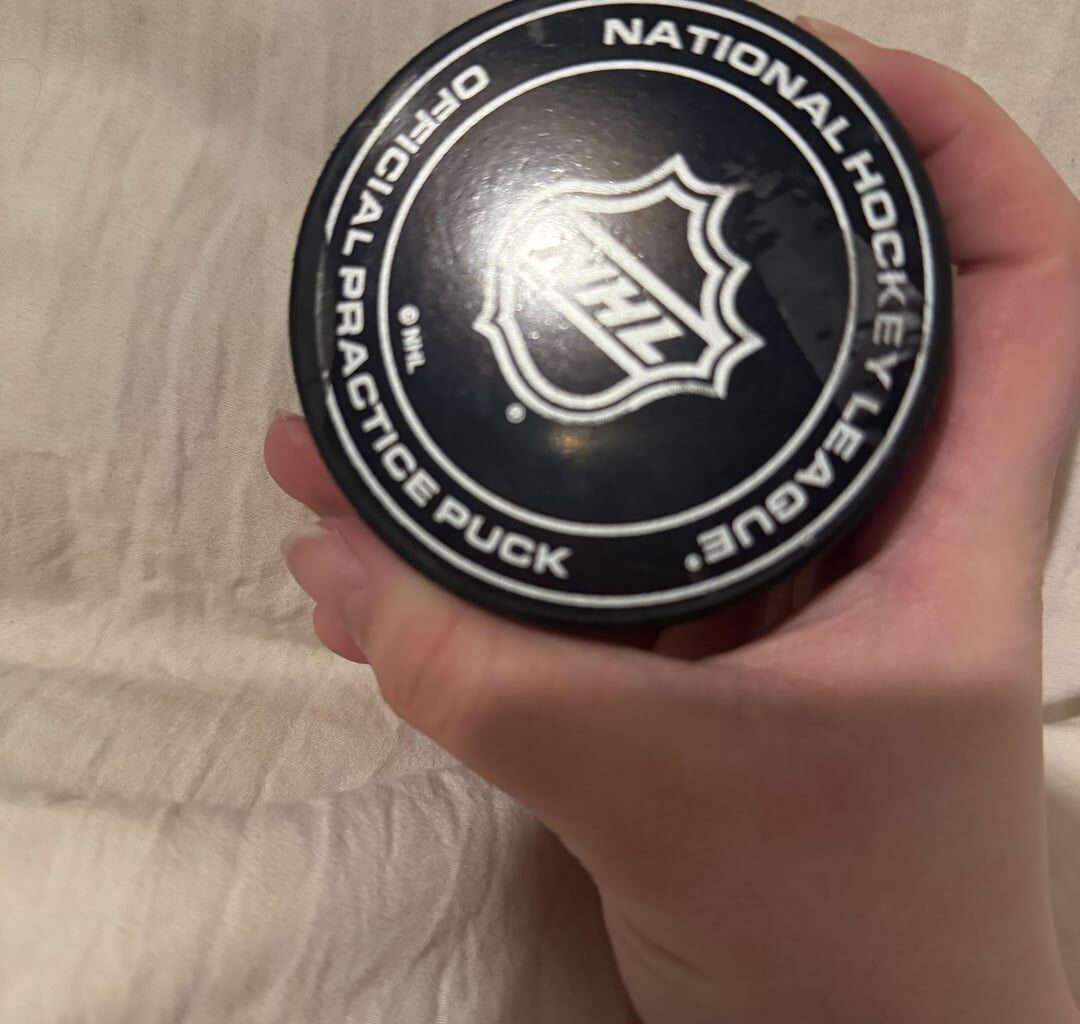 NATIONAL HOCKEY LEAGUE®
OFFICIAL PRACTICE PUCK
NHL
© NHL
®